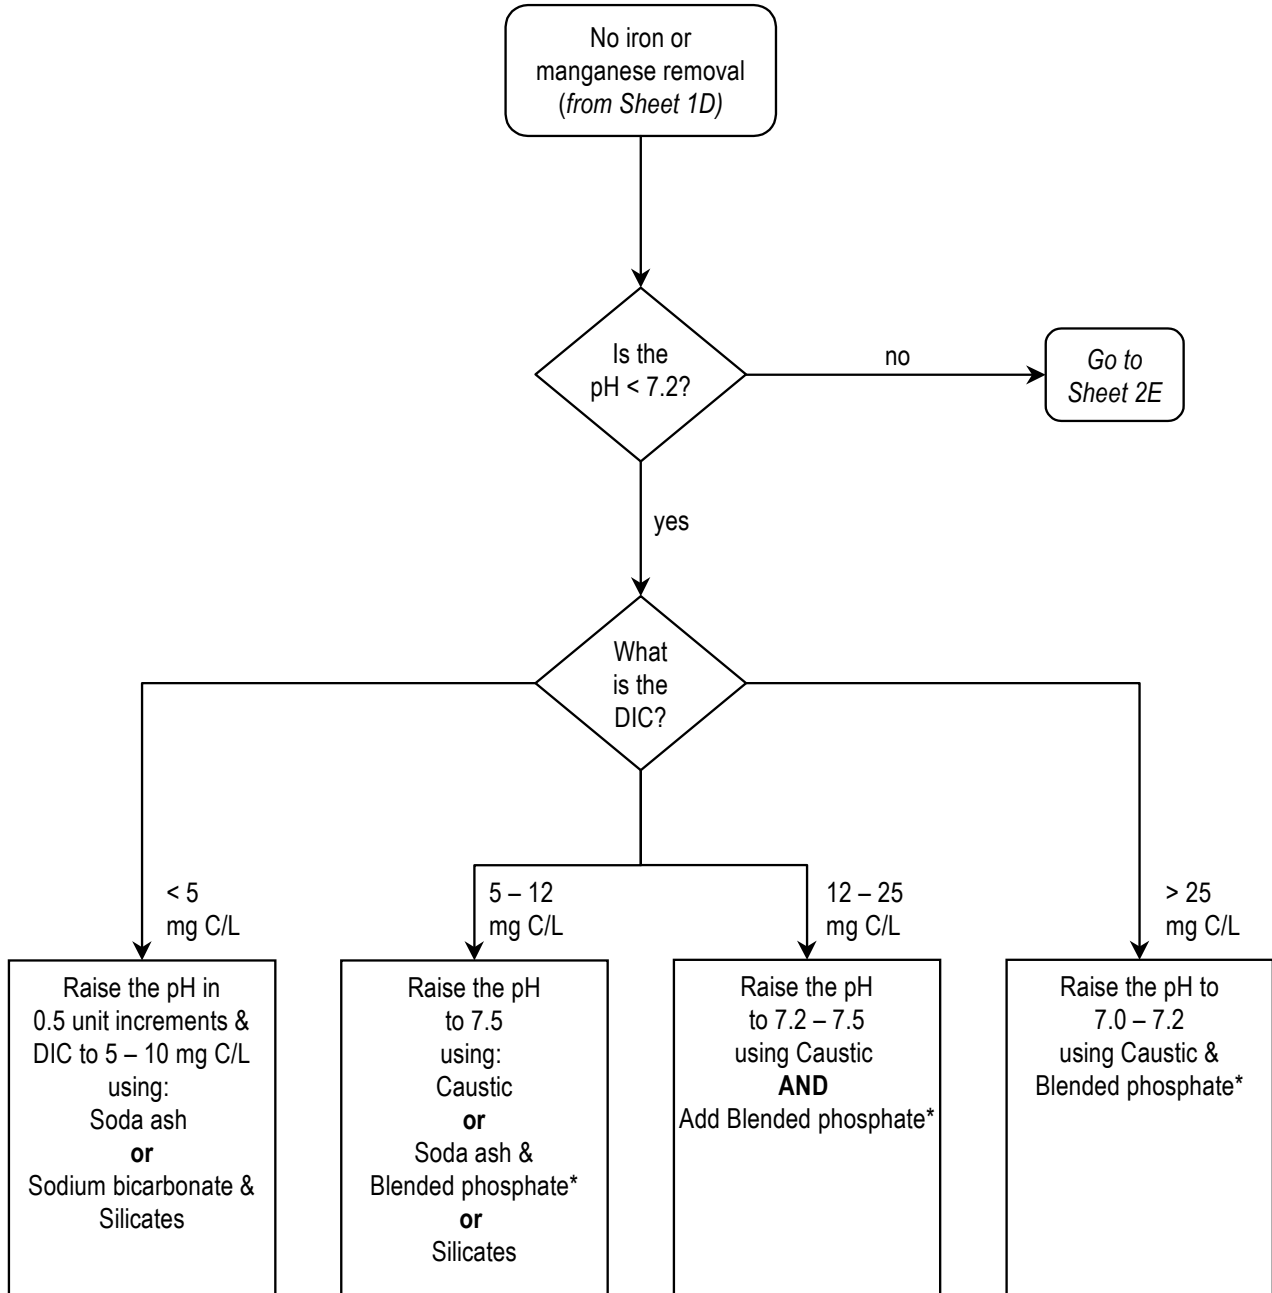 No iron or
manganese removal
(from Sheet 1D)
Is the
pH < 7.2?
no
Go to
Sheet 2E
yes
What
is the
DIC?
< 5
mg C/L
5 – 12
mg C/L
12 – 25
mg C/L
> 25
mg C/L
Raise the pH in
0.5 unit increments &
DIC to 5 – 10 mg C/L
using:
Soda ash
or
Sodium bicarbonate &
Silicates
Raise the pH
to 7.5
using:
Caustic
or
Soda ash &
Blended phosphate*
or
Silicates
Raise the pH
to 7.2 – 7.5
using Caustic
AND
Add Blended phosphate*
Raise the pH to
7.0 – 7.2
using Caustic &
Blended phosphate*